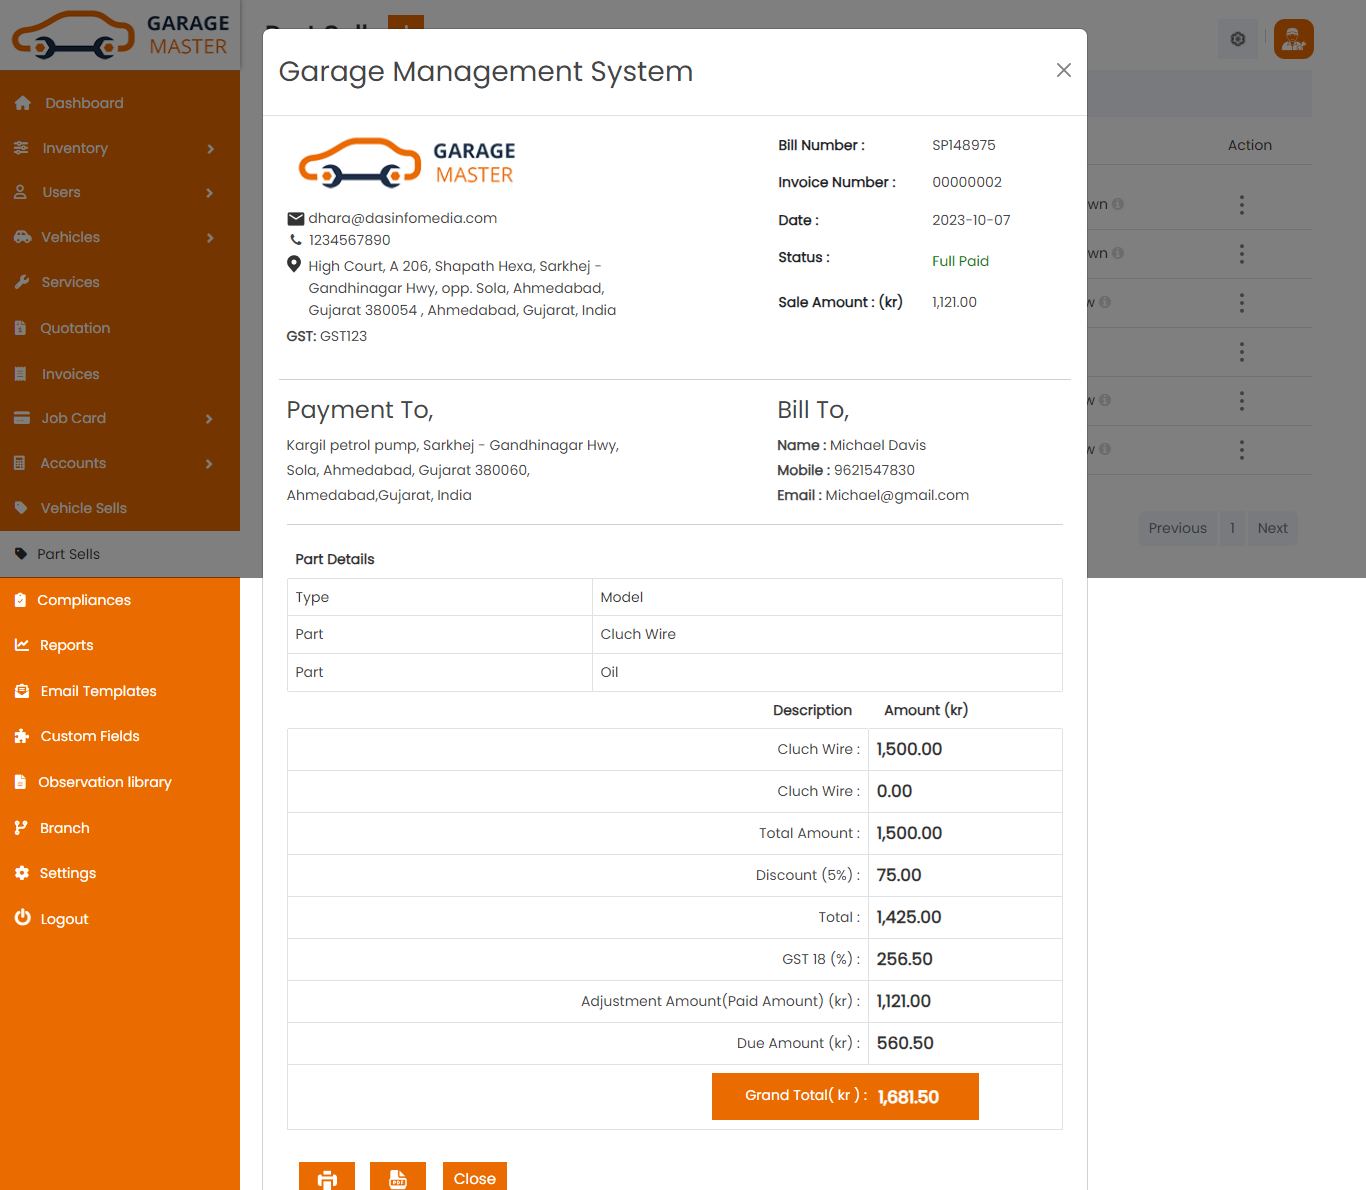 GARAGE
MASTER
Dashboard
Inventory
Users
Vehicles
Services
Quotation
Invoices
Job Card
Accounts
Vehicle Sells
Part Sells
Compliances
Reports
Email Templates
Custom Fields
Observation library
Branch
Settings
Logout
Garage Management System
GARAGE
MASTER
dhara@dasinfomedia.com
1234567890
High Court, A 206, Shapath Hexa, Sarkhej -
Gandhinagar Hwy, opp. Sola, Ahmedabad,
Gujarat 380054 , Ahmedabad, Gujarat, India
GST: GST123
Bill Number : SP148975
Invoice Number : 00000002
Date : 2023-10-07
Status : Full Paid
Sale Amount : (kr) 1,121.00
Payment To,
Kargil petrol pump, Sarkhej - Gandhinagar Hwy,
Sola, Ahmedabad, Gujarat 380060,
Ahmedabad,Gujarat, India
Bill To,
Name : Michael Davis
Mobile : 9621547830
Email : Michael@gmail.com
Part Details
Type Model
Part Cluch Wire
Part Oil
Description Amount (kr)
Cluch Wire : 1,500.00
Cluch Wire : 0.00
Total Amount : 1,500.00
Discount (5%) : 75.00
Total : 1,425.00
GST 18 (%) : 256.50
Adjustment Amount(Paid Amount) (kr) : 1,121.00
Due Amount (kr) : 560.50
Grand Total( kr ) : 1,681.50
PDF
Close
Action
Previous 1 Next